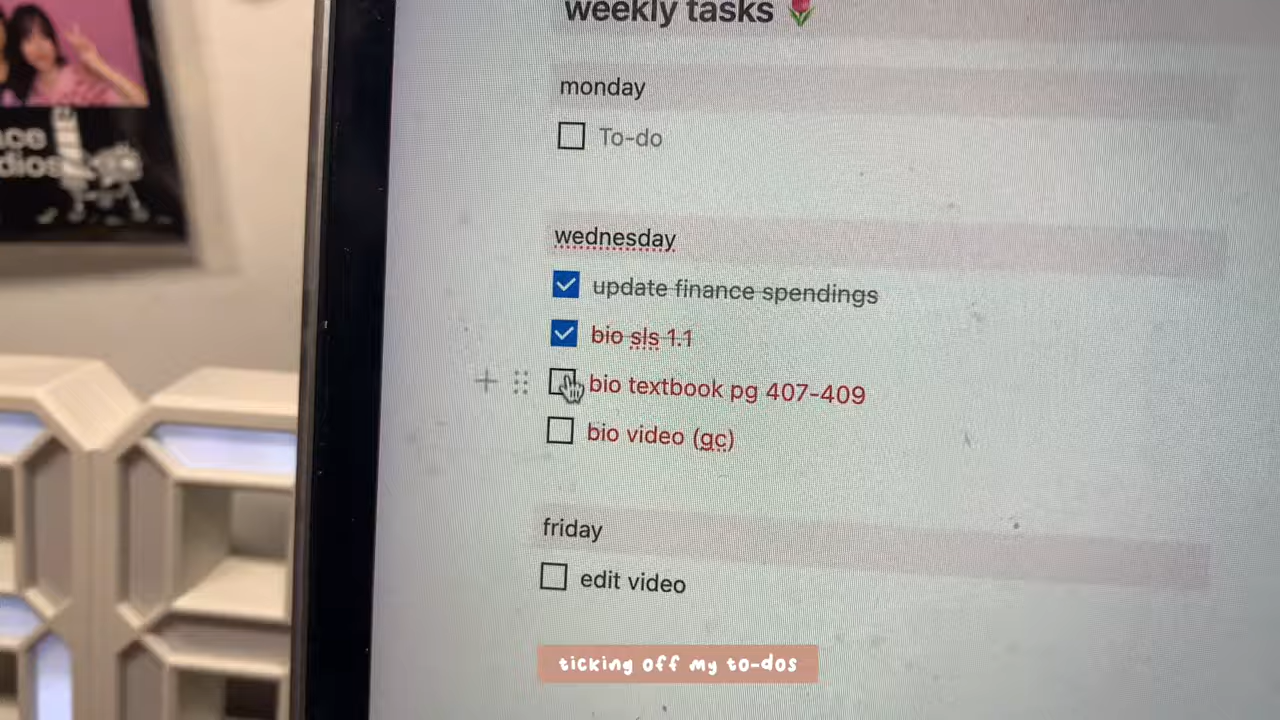 weekly tasks 🌷
monday
To-do
wednesday
update finance spendings
bio sls 1.1
bio textbook pg 407-409
bio video (gc)
friday
edit video
ticking off my to-dos